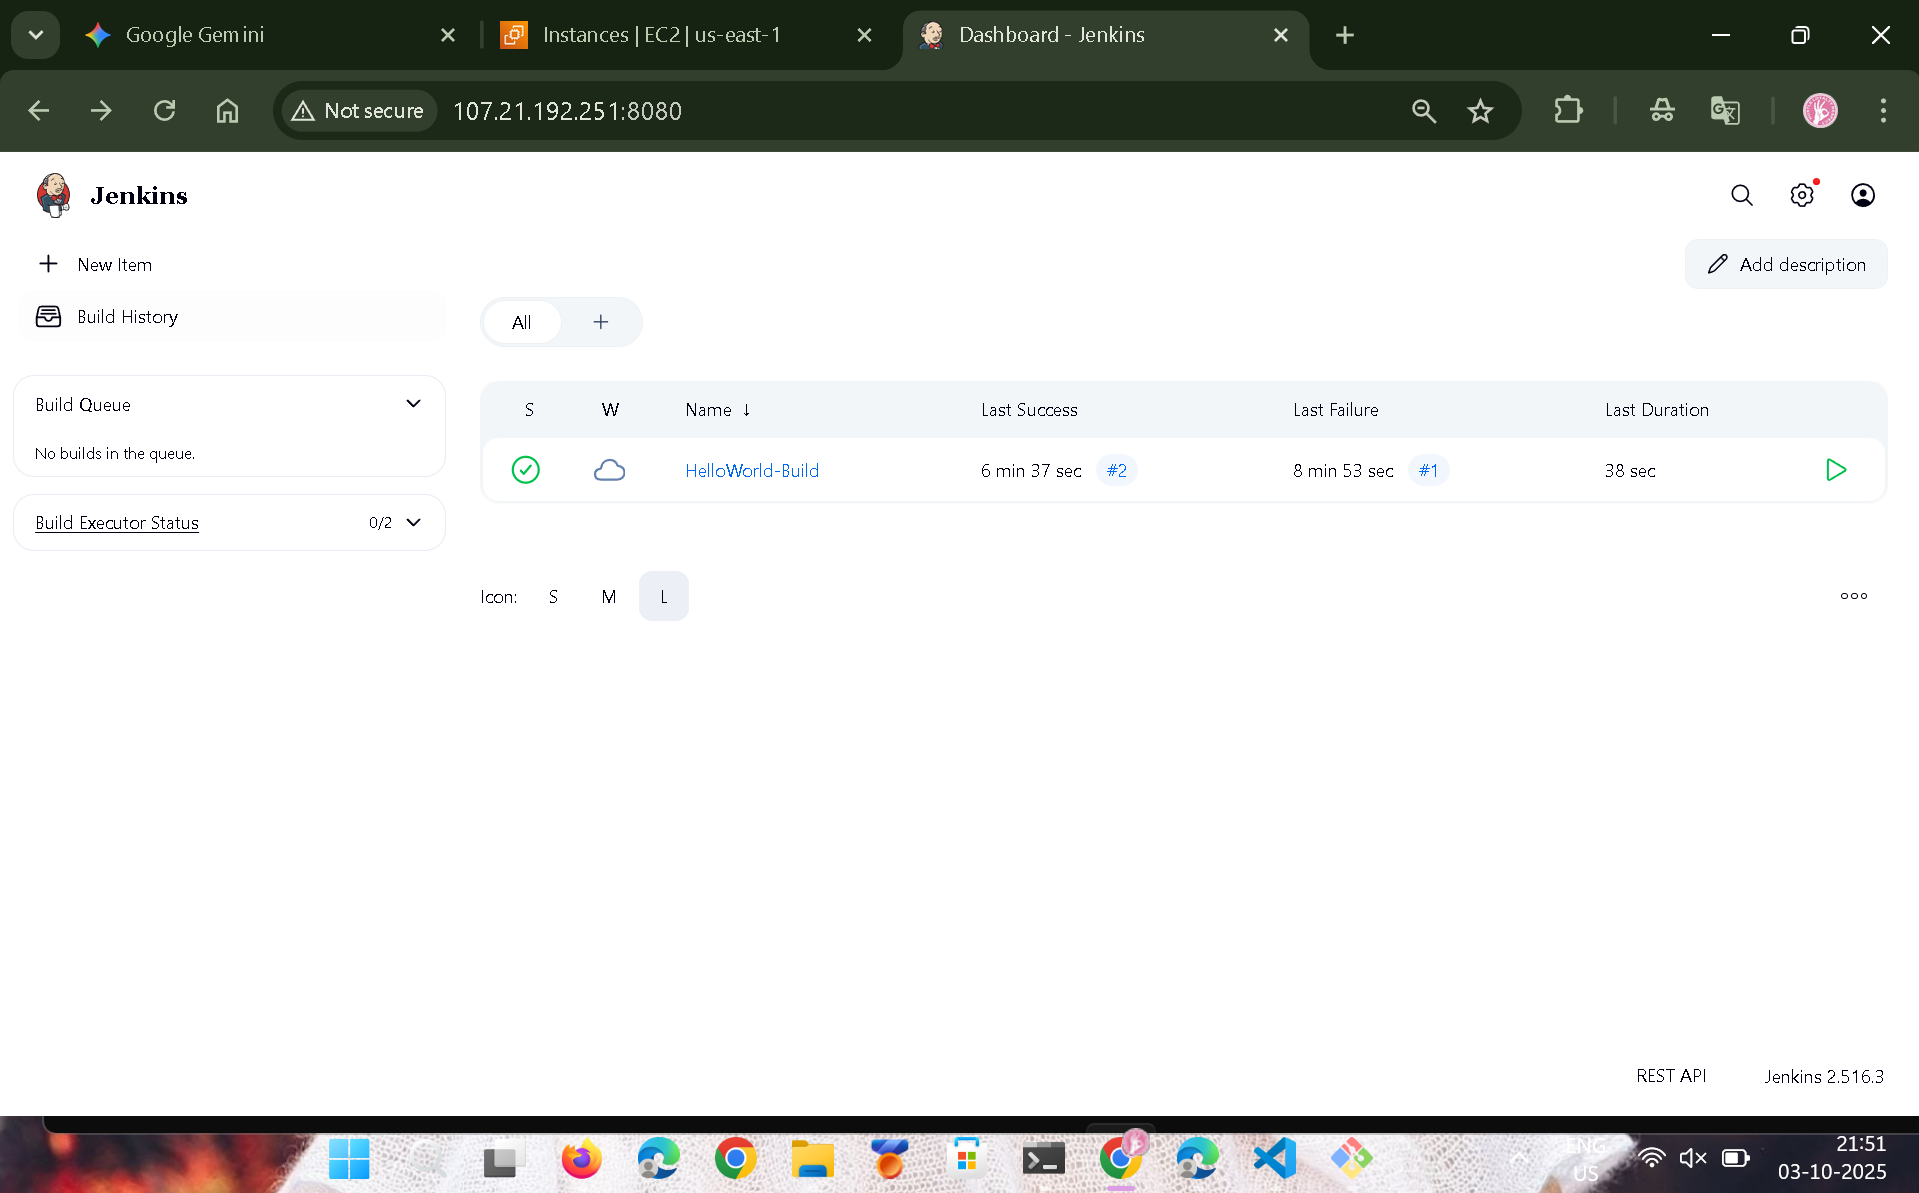 Google Gemini
Instances | EC2 | us-east-1
Dashboard - Jenkins
Not secure
107.21.192.251:8080
Jenkins
New Item
Add description
Build History
All
Build Queue
No builds in the queue.
Build Executor Status 0/2
S W Name ↓ Last Success Last Failure Last Duration
HelloWorld-Build 6 min 37 sec #2 8 min 53 sec #1 38 sec
Icon: S M L
REST API Jenkins 2.516.3
ENG
US
21:51
03-10-2025